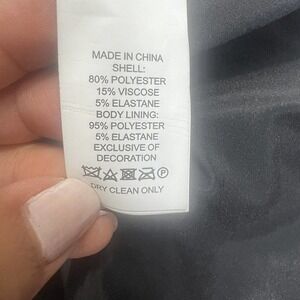 MADE IN CHINA
SHELL:
80% POLYESTER
15% VISCOSE
5% ELASTANE
BODY LINING:
95% POLYESTER
5% ELASTANE
EXCLUSIVE OF
DECORATION
DRY CLEAN ONLY